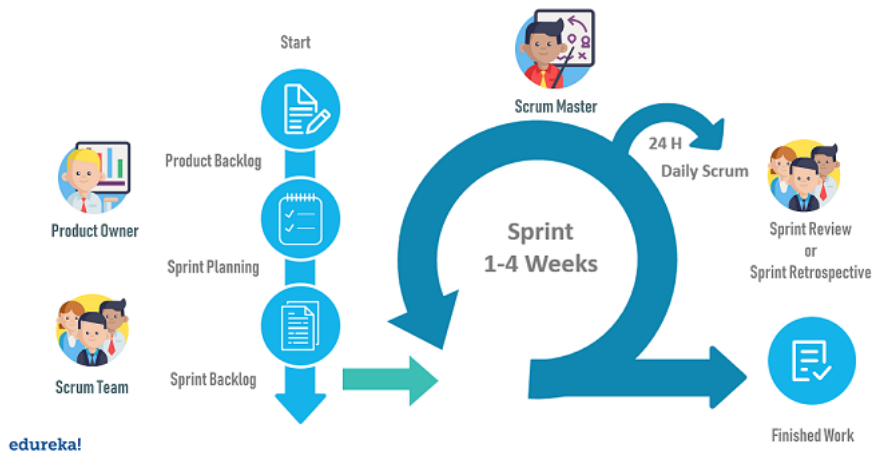 Start
Scrum Master
Product Backlog
24 H
Daily Scrum
Product Owner
Sprint Planning
Sprint
1-4 Weeks
Sprint Review
or
Sprint Retrospective
Scrum Team
Sprint Backlog
Finished Work
edureka!